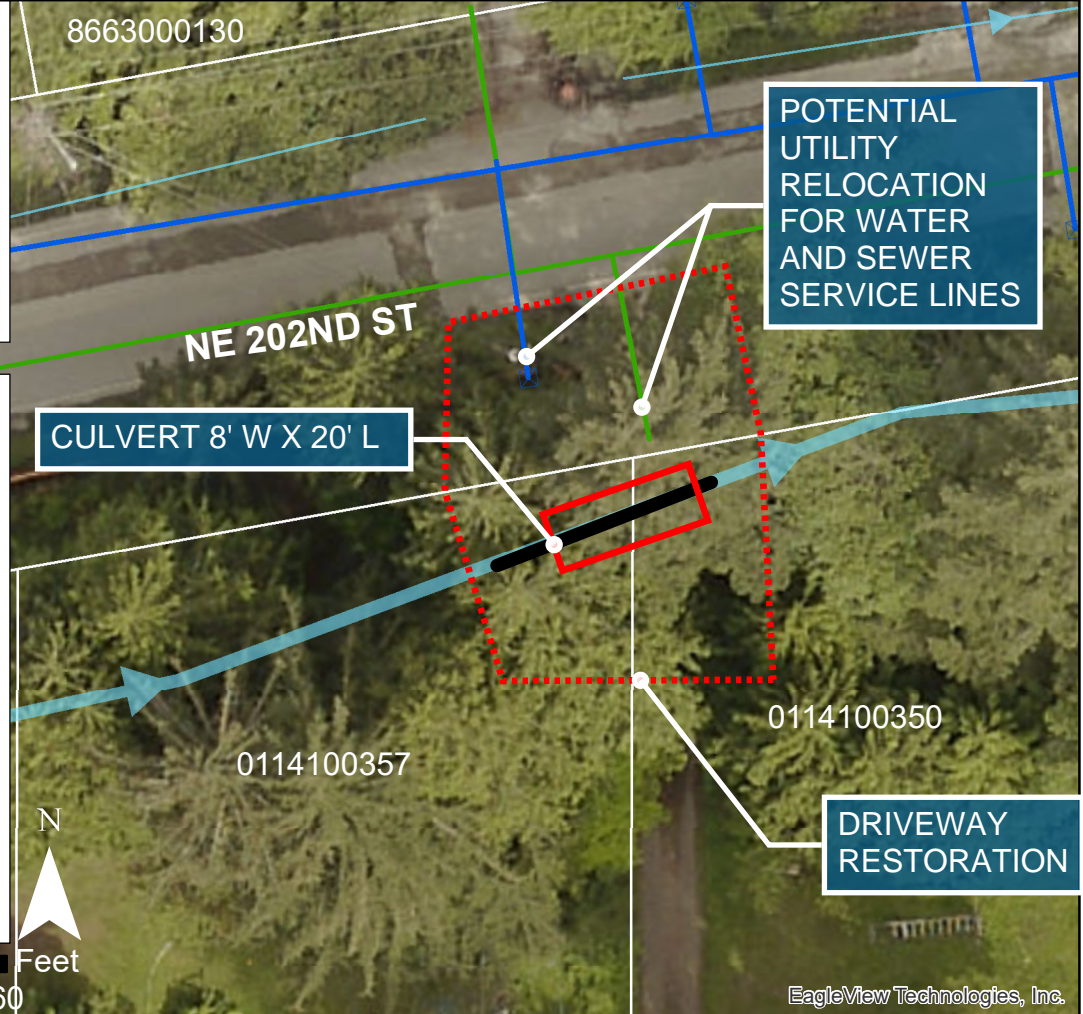 8663000130
POTENTIAL
UTILITY
RELOCATION
FOR WATER
AND SEWER
SERVICE LINES
NE 202ND ST
CULVERT 8' W X 20' L
0114100350
0114100357
N
DRIVEWAY
RESTORATION
Feet
EagleView Technologies, Inc.